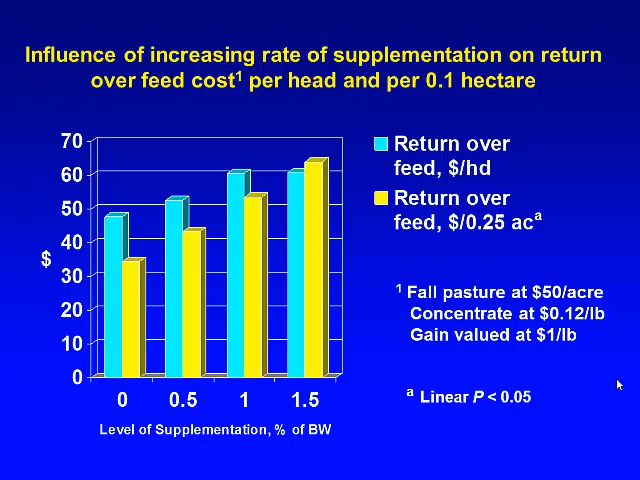 Influence of increasing rate of supplementation on return
over feed cost¹ per head and per 0.1 hectare
70
60
50
40
30
20
10
0
$
0 0.5 1 1.5
Level of Supplementation, % of BW
Return over
feed, $/hd
Return over
feed, $/0.25 acᵃ
¹ Fall pasture at $50/acre
Concentrate at $0.12/lb
Gain valued at $1/lb
ᵃ Linear P < 0.05